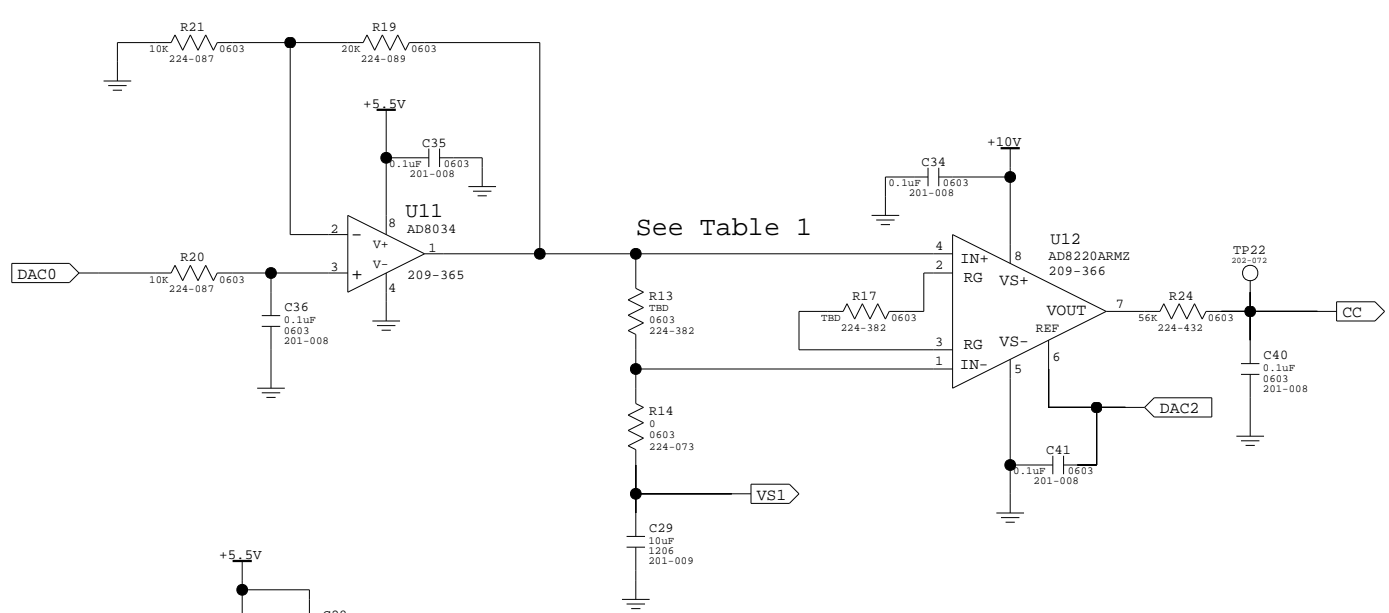 R21
10K
0603
224-087
R19
20K
0603
224-089
+5.5V
C35
0.1uF
0603
201-008
U11
AD8034
209-365
2
3
8
1
4
−
+
V+
V-
DAC0
R20
10K
0603
224-087
C36
0.1uF
0603
201-008
See Table 1
R13
TBD
0603
224-382
R14
0
0603
224-073
VS1
C29
10uF
1206
201-009
+10V
C34
0.1uF
0603
201-008
U12
AD8220ARMZ
209-366
4
2
3
1
8
5
6
7
IN+
RG
VS+
VOUT
REF
RG
VS-
IN-
R17
TBD
0603
224-382
R24
56K
0603
224-432
TP22
202-072
CC
C40
0.1uF
0603
201-008
DAC2
C41
0.1uF
0603
201-008
+5.5V